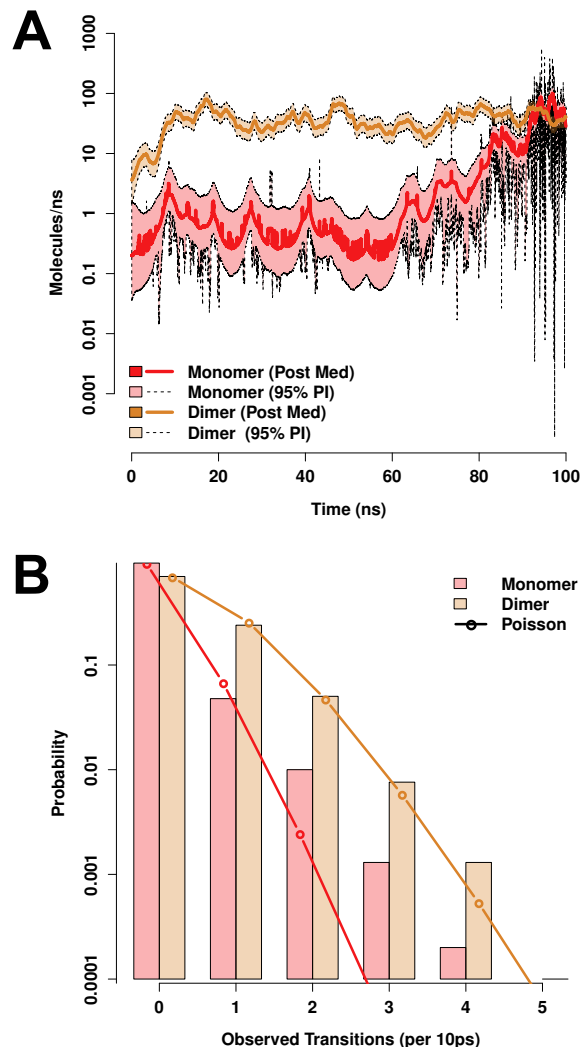 A
Molecules/ns
1000
100
10
1
0.1
0.01
0.001
Monomer (Post Med)
Monomer (95% PI)
Dimer (Post Med)
Dimer (95% PI)
0 20 40 60 80 100
Time (ns)
B
Probability
0.1
0.01
0.001
0.0001
Monomer
Dimer
Poisson
0 1 2 3 4 5
Observed Transitions (per 10ps)